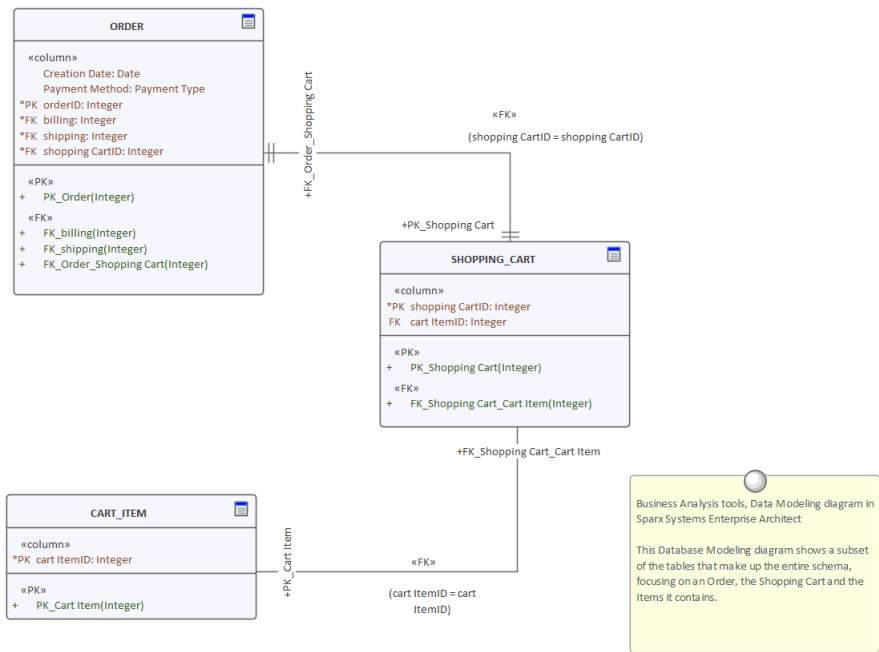 ORDER
«column»
Creation Date: Date
Payment Method: Payment Type
*PK orderID: Integer
*FK billing: Integer
*FK shipping: Integer
*FK shopping CartID: Integer
«PK»
+ PK_Order(Integer)
«FK»
+ FK_billing(Integer)
+ FK_shipping(Integer)
+ FK_Order_Shopping Cart(Integer)
+FK_Order_Shopping Cart
«FK»
(shopping CartID = shopping CartID)
+PK_Shopping Cart
SHOPPING_CART
«column»
*PK shopping CartID: Integer
FK cart ItemID: Integer
«PK»
+ PK_Shopping Cart(Integer)
«FK»
+ FK_Shopping Cart_Cart Item(Integer)
+FK_Shopping Cart_Cart Item
CART_ITEM
«column»
*PK cart ItemID: Integer
«PK»
+ PK_Cart Item(Integer)
+PK_Cart Item
«FK»
(cart ItemID = cart
ItemID)
Business Analysis tools, Data Modeling diagram in
Sparx Systems Enterprise Architect
This Database Modeling diagram shows a subset
of the tables that make up the entire schema,
focusing on an Order, the Shopping Cart and the
Items it contains.